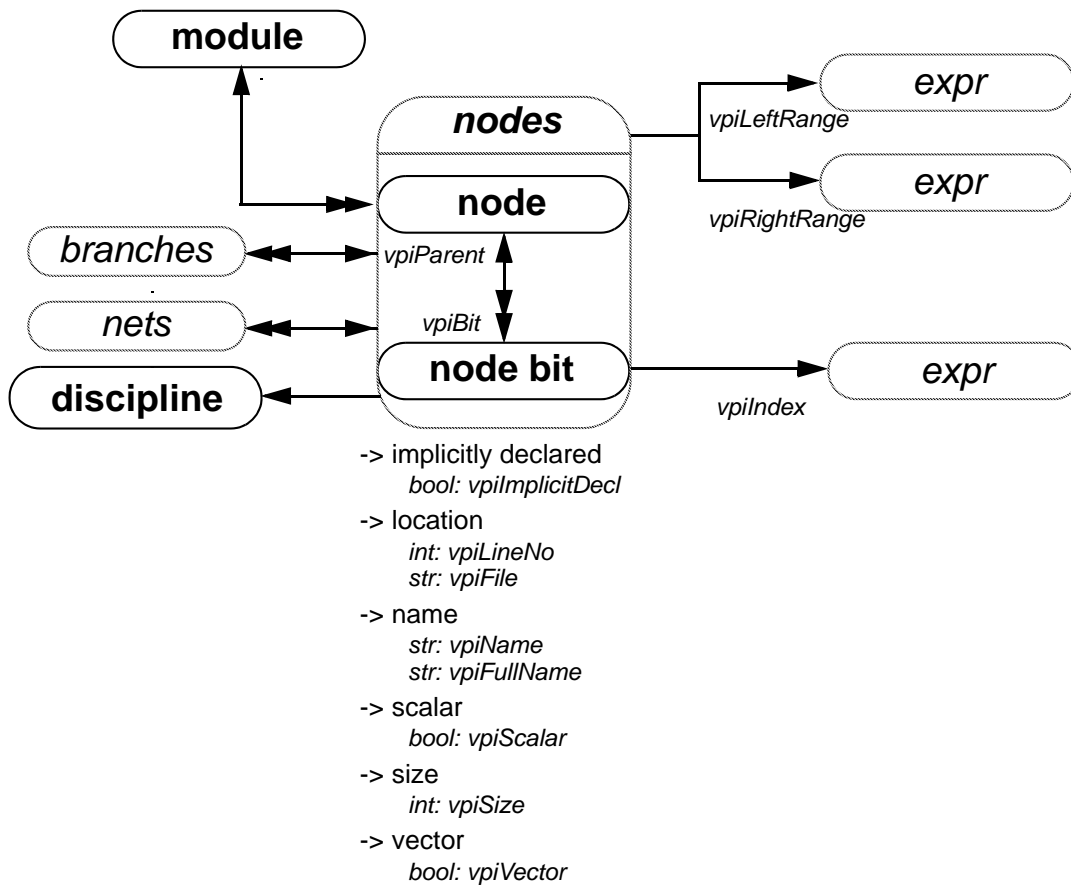 module
expr
nodes
vpiLeftRange
expr
node
vpiRightRange
branches
vpiParent
nets
vpiBit
node bit
expr
discipline
vpiIndex
-> implicitly declared
bool: vpiImplicitDecl
-> location
int: vpiLineNo
str: vpiFile
-> name
str: vpiName
str: vpiFullName
-> scalar
bool: vpiScalar
-> size
int: vpiSize
-> vector
bool: vpiVector